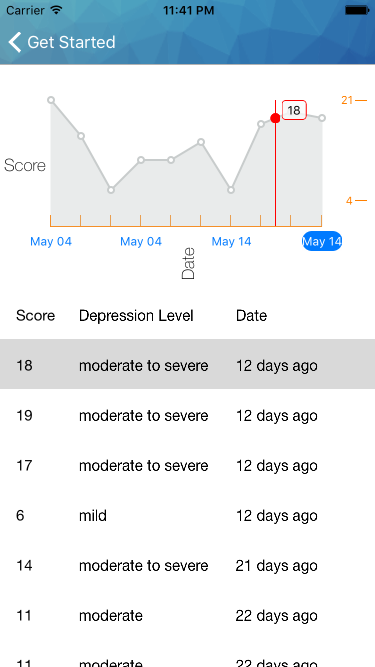 Carrier 11:41 PM
Get Started
21
18
Score
4
May 04 May 04 May 14 May 14
Date
Score Depression Level Date
18 moderate to severe 12 days ago
19 moderate to severe 12 days ago
17 moderate to severe 12 days ago
6 mild 12 days ago
14 moderate to severe 21 days ago
11 moderate 22 days ago
11 moderate 22 days ago